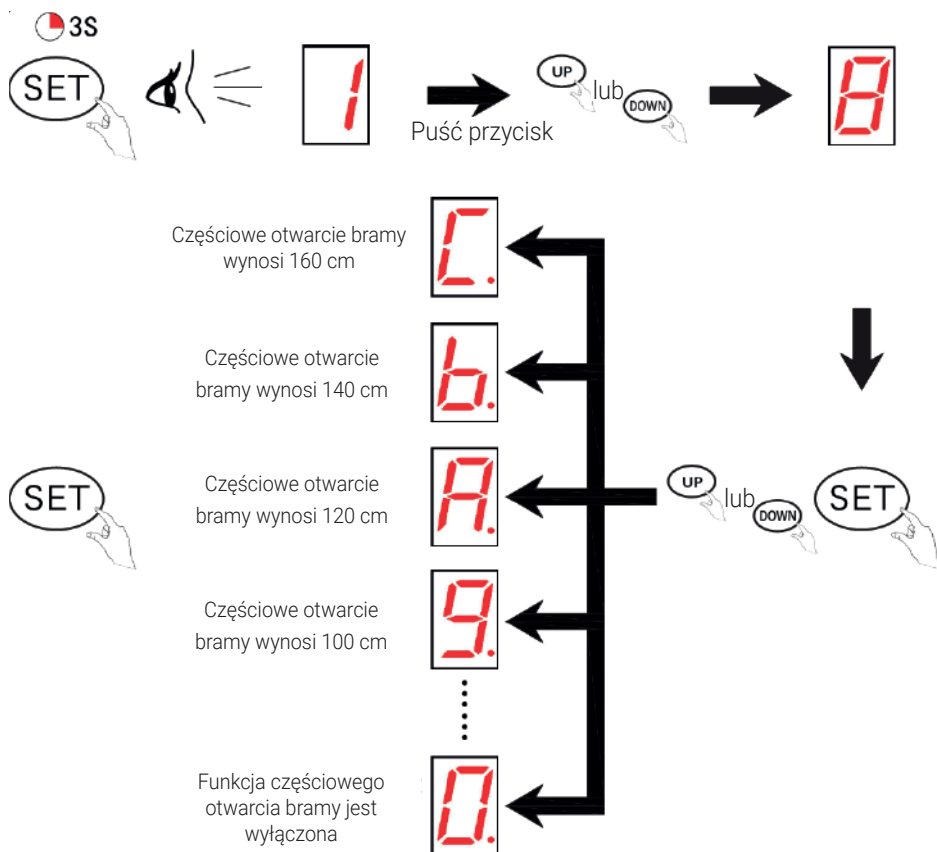 3S
SET
1
UP
lub
DOWN
8
Puść przycisk
Częściowe otwarcie bramy
wynosi 160 cm
C.
Częściowe otwarcie
bramy wynosi 140 cm
b.
SET
Częściowe otwarcie
bramy wynosi 120 cm
A.
UP
lub
DOWN
SET
Częściowe otwarcie
bramy wynosi 100 cm
9.
Funkcja częściowego
otwarcia bramy jest
wyłączona
0.